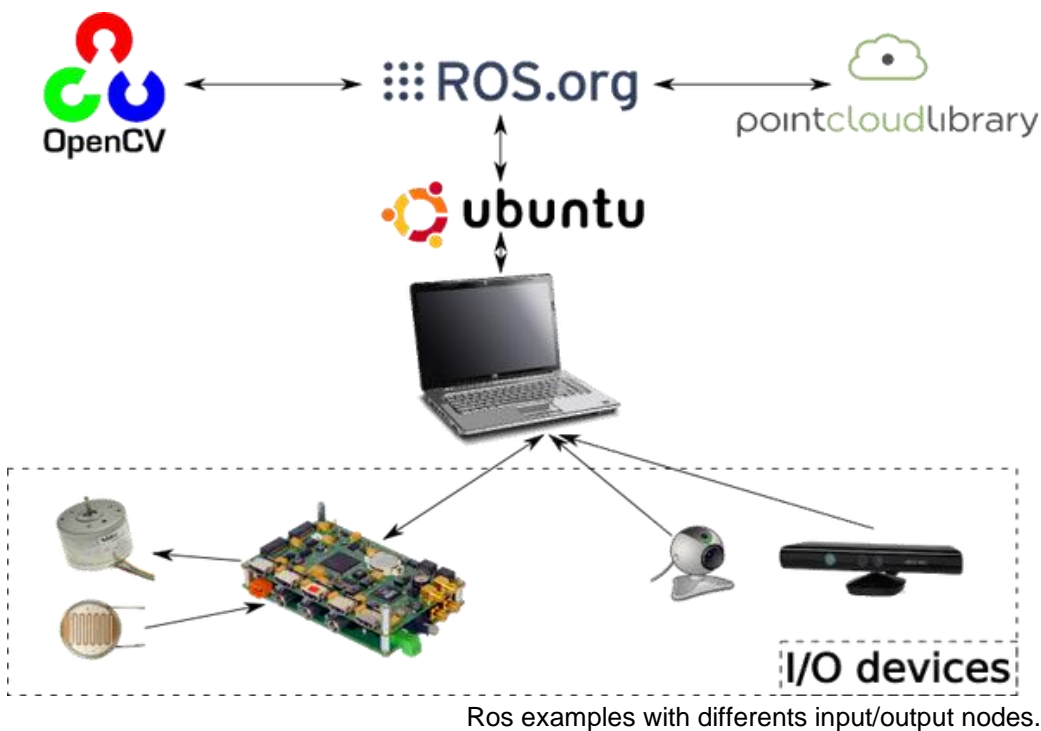 OpenCV
ROS.org
pointcloudlibrary
ubuntu
I/O devices
Ros examples with differents input/output nodes.